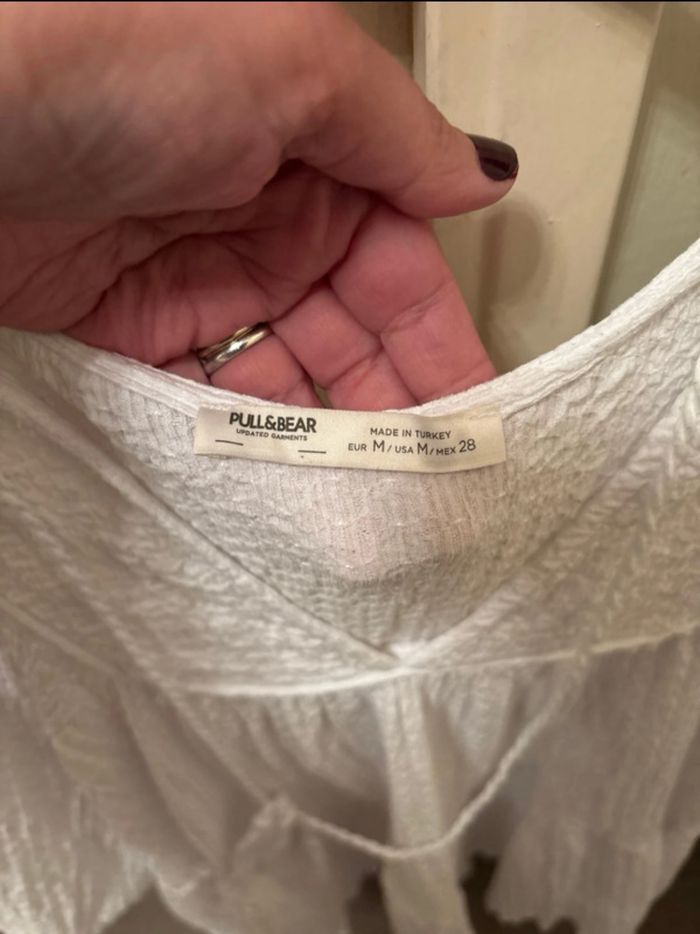 PULL&BEAR
UPDATED GARMENTS
MADE IN TURKEY
EUR M / USA M / MEX 28